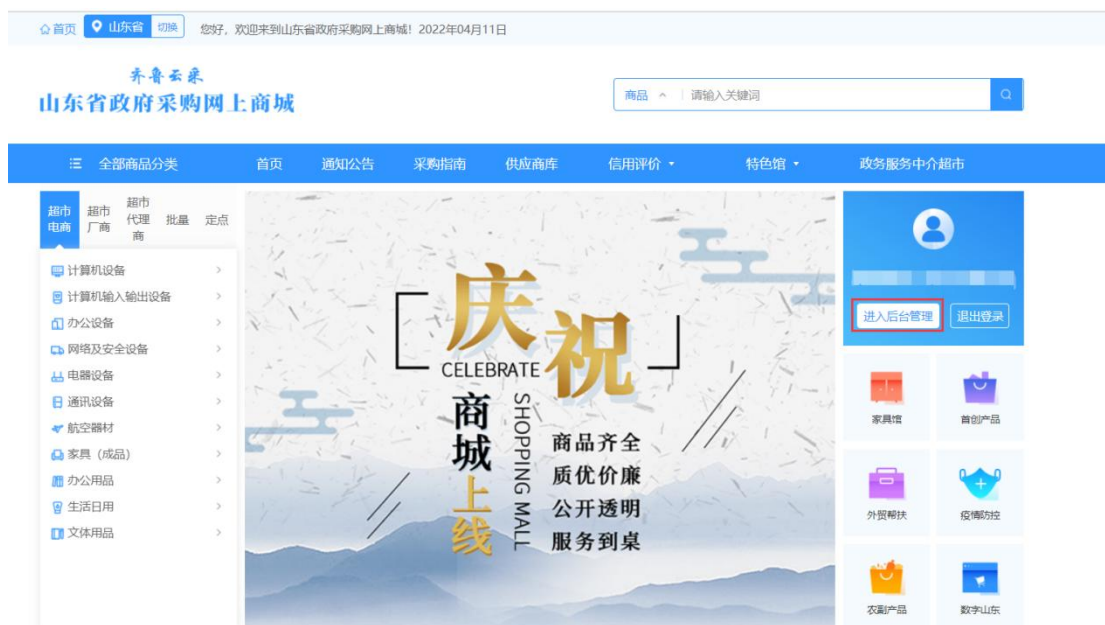 首页 山东省 切换 您好，欢迎来到山东省政府采购网上商城！2022年04月11日
齐鲁云采
山东省政府采购网上商城
商品 请输入关键词
全部商品分类 首页 通知公告 采购指南 供应商库 信用评价 特色馆 政务服务中介超市
超市
电商
超市
厂商
超市
代理
商
批量
定点
计算机设备
计算机输入输出设备
办公设备
网络及安全设备
电器设备
通讯设备
航空器材
家具（成品）
办公用品
生活日用
文体用品
庆祝
CELEBRATE
商城上线
SHOPPING MALL
商品齐全
质优价廉
公开透明
服务到桌
进入后台管理 退出登录
家具馆 首创产品
外贸帮扶 疫情防控
农副产品 数字山东